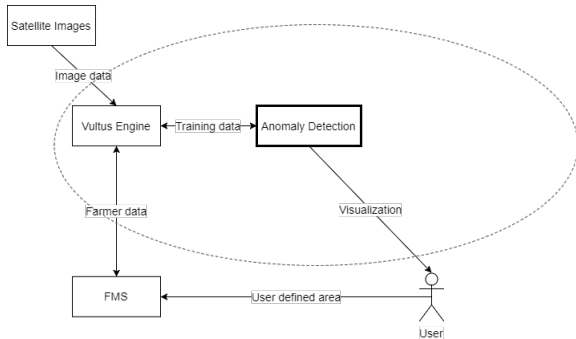 Satellite Images
Image data
Vultus Engine
Training data
Anomaly Detection
Farmer data
Visualization
FMS
User defined area
User